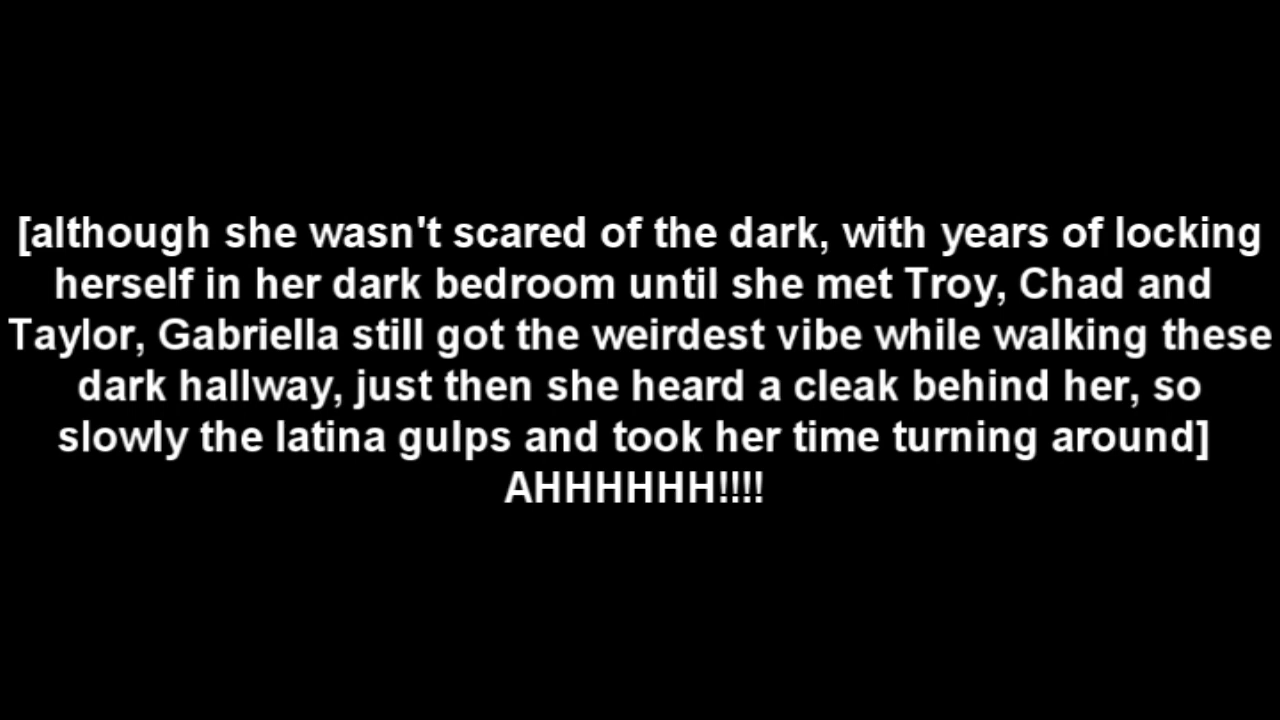 [although she wasn't scared of the dark, with years of locking
herself in her dark bedroom until she met Troy, Chad and
Taylor, Gabriella still got the weirdest vibe while walking these
dark hallway, just then she heard a cleak behind her, so
slowly the latina gulps and took her time turning around]
AHHHHHH!!!!